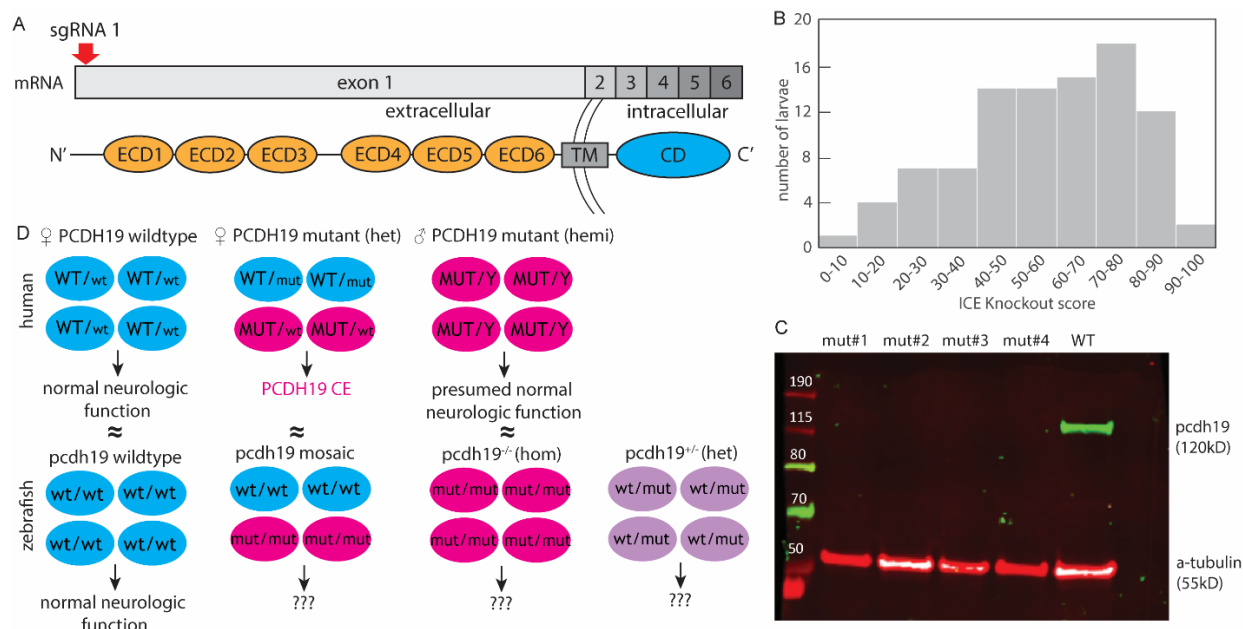 A
sgRNA 1
mRNA
exon 1
2
3
4
5
6
extracellular
intracellular
N’
ECD1
ECD2
ECD3
ECD4
ECD5
ECD6
TM
CD
C’
B
number of larvae
20
16
12
8
4
0
0-10
10-20
20-30
30-40
40-50
50-60
60-70
70-80
80-90
90-100
ICE Knockout score
C
mut#1
mut#2
mut#3
mut#4
WT
190
115
80
70
50
pcdh19
(120kD)
a-tubulin
(55kD)
D
♀ PCDH19 wildtype
♀ PCDH19 mutant (het)
♂ PCDH19 mutant (hemi)
human
WT/wt WT/wt
WT/wt WT/wt
WT/mut WT/mut
MUT/wt MUT/wt
MUT/Y MUT/Y
MUT/Y MUT/Y
normal neurologic
function
PCDH19 CE
presumed normal
neurologic function
≈
≈
≈
zebrafish
pcdh19 wildtype
pcdh19 mosaic
pcdh19-/- (hom)
pcdh19+/- (het)
wt/wt wt/wt
wt/wt wt/wt
wt/wt wt/wt
mut/mut mut/mut
mut/mut mut/mut
mut/mut mut/mut
wt/mut wt/mut
wt/mut wt/mut
normal neurologic
function
???
???
???